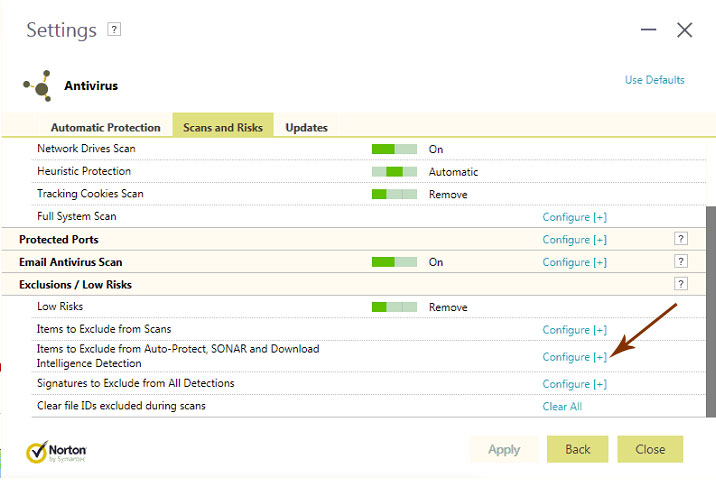 Settings ?
Antivirus
Use Defaults
Automatic Protection Scans and Risks Updates
Network Drives Scan On
Heuristic Protection Automatic
Tracking Cookies Scan Remove
Full System Scan Configure [+]
Protected Ports Configure [+] ?
Email Antivirus Scan On Configure [+] ?
Exclusions / Low Risks ?
Low Risks Remove
Items to Exclude from Scans Configure [+]
Items to Exclude from Auto-Protect, SONAR and Download
Intelligence Detection Configure [+]
Signatures to Exclude from All Detections Configure [+]
Clear file IDs excluded during scans Clear All
Norton
by Symantec
Apply Back Close